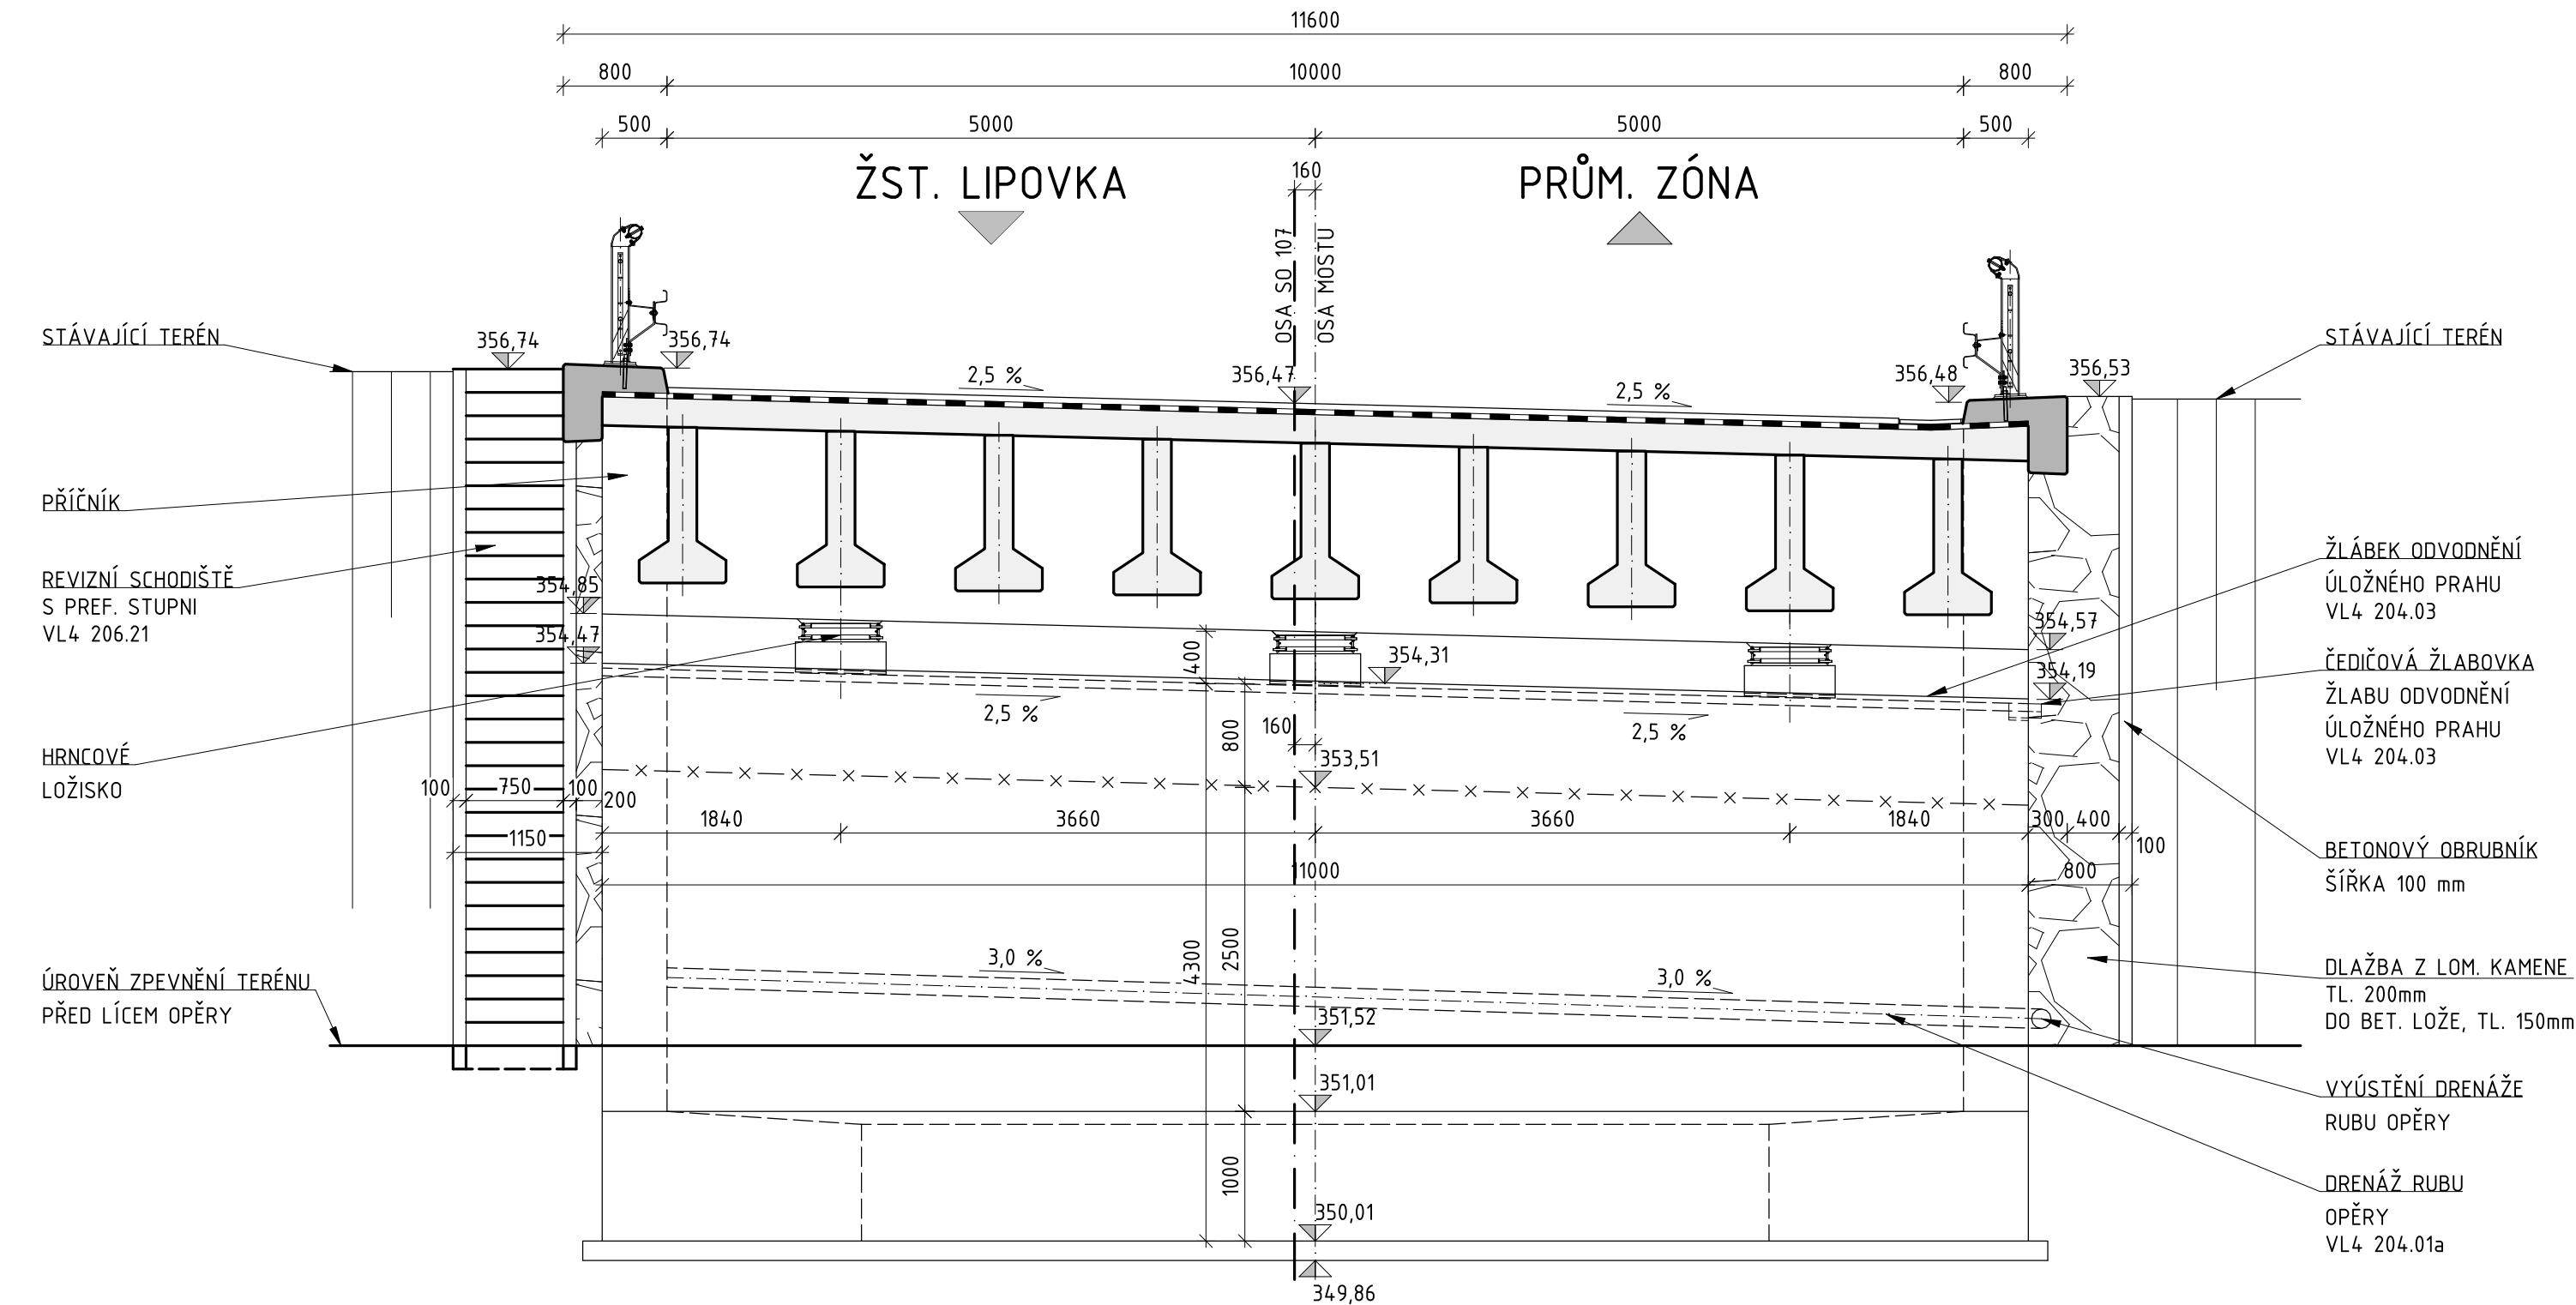 11600
800
10000
800
500
5000
5000
500
160
ŽST. LIPOVKA
PRŮM. ZÓNA
OSA SO 107
OSA MOSTU
STÁVAJÍCÍ TERÉN
356,74
356,74
2,5 %
356,47
2,5 %
356,48
356,53
STÁVAJÍCÍ TERÉN
PŘÍČNÍK
REVIZNÍ SCHODIŠTĚ
S PREF. STUPNI
VL4 206.21
354,85
354,47
400
354,31
354,57
354,19
ŽLÁBEK ODVODNĚNÍ
ÚLOŽNÉHO PRAHU
VL4 204.03
ČEDIČOVÁ ŽLABOVKA
ŽLABU ODVODNĚNÍ
ÚLOŽNÉHO PRAHU
VL4 204.03
2,5 %
160
800
2,5 %
HRNCOVÉ
LOŽISKO
353,51
100
750
100
200
1840
3660
3660
1840
300
400
100
1150
11000
800
BETONOVÝ OBRUBNÍK
ŠÍŘKA 100 mm
4300
2500
3,0 %
3,0 %
ÚROVEŇ ZPEVNĚNÍ TERÉNU
PŘED LÍCEM OPĚRY
DLAŽBA Z LOM. KAMENE
TL. 200mm
DO BET. LOŽE, TL. 150mm
351,52
351,01
VYÚSTĚNÍ DRENÁŽE
RUBU OPĚRY
1000
350,01
DRENÁŽ RUBU
OPĚRY
VL4 204.01a
349,86